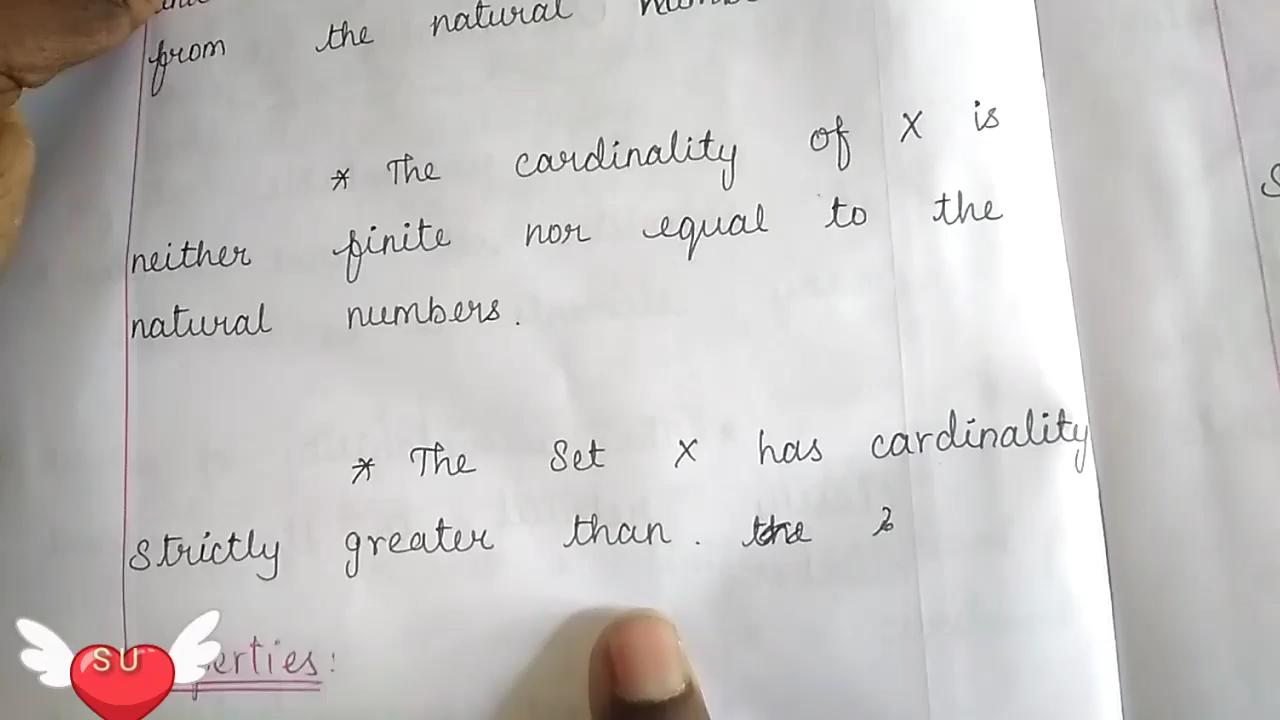 from the natural
* The cardinality of X is
neither finite nor equal to the
natural numbers.
* The Set X has cardinality
strictly greater than. the
SU
erties: